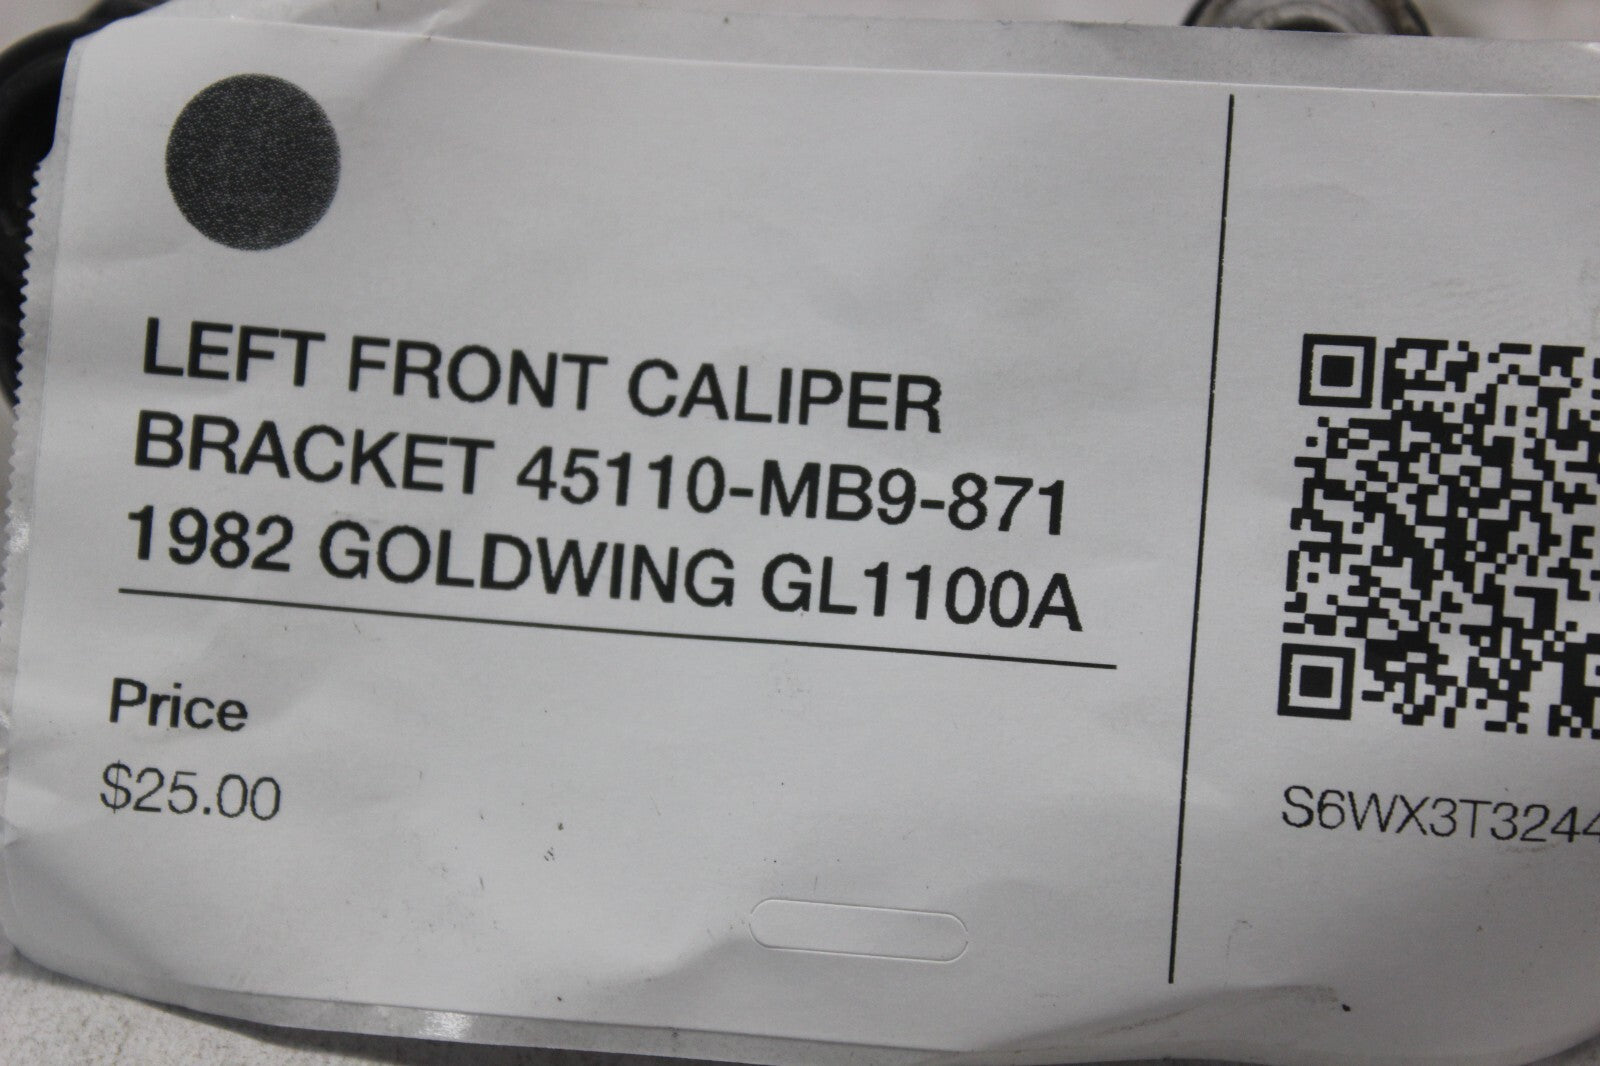 LEFT FRONT CALIPER
BRACKET 45110-MB9-871
1982 GOLDWING GL1100A
Price
$25.00
S6WX3T3244